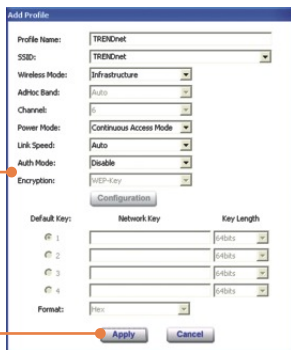 Add Profile
Profile Name: TRENDnet
SSID: TRENDnet
Wireless Mode: Infrastructure
AdHoc Band: Auto
Channel: 6
Power Mode: Continuous Access Mode
Link Speed: Auto
Auth Mode: Disable
Encryption: WEP-Key
Configuration
Default Key: Network Key Key Length
1 64bits
2 64bits
3 64bits
4 64bits
Format: Hex
Apply Cancel